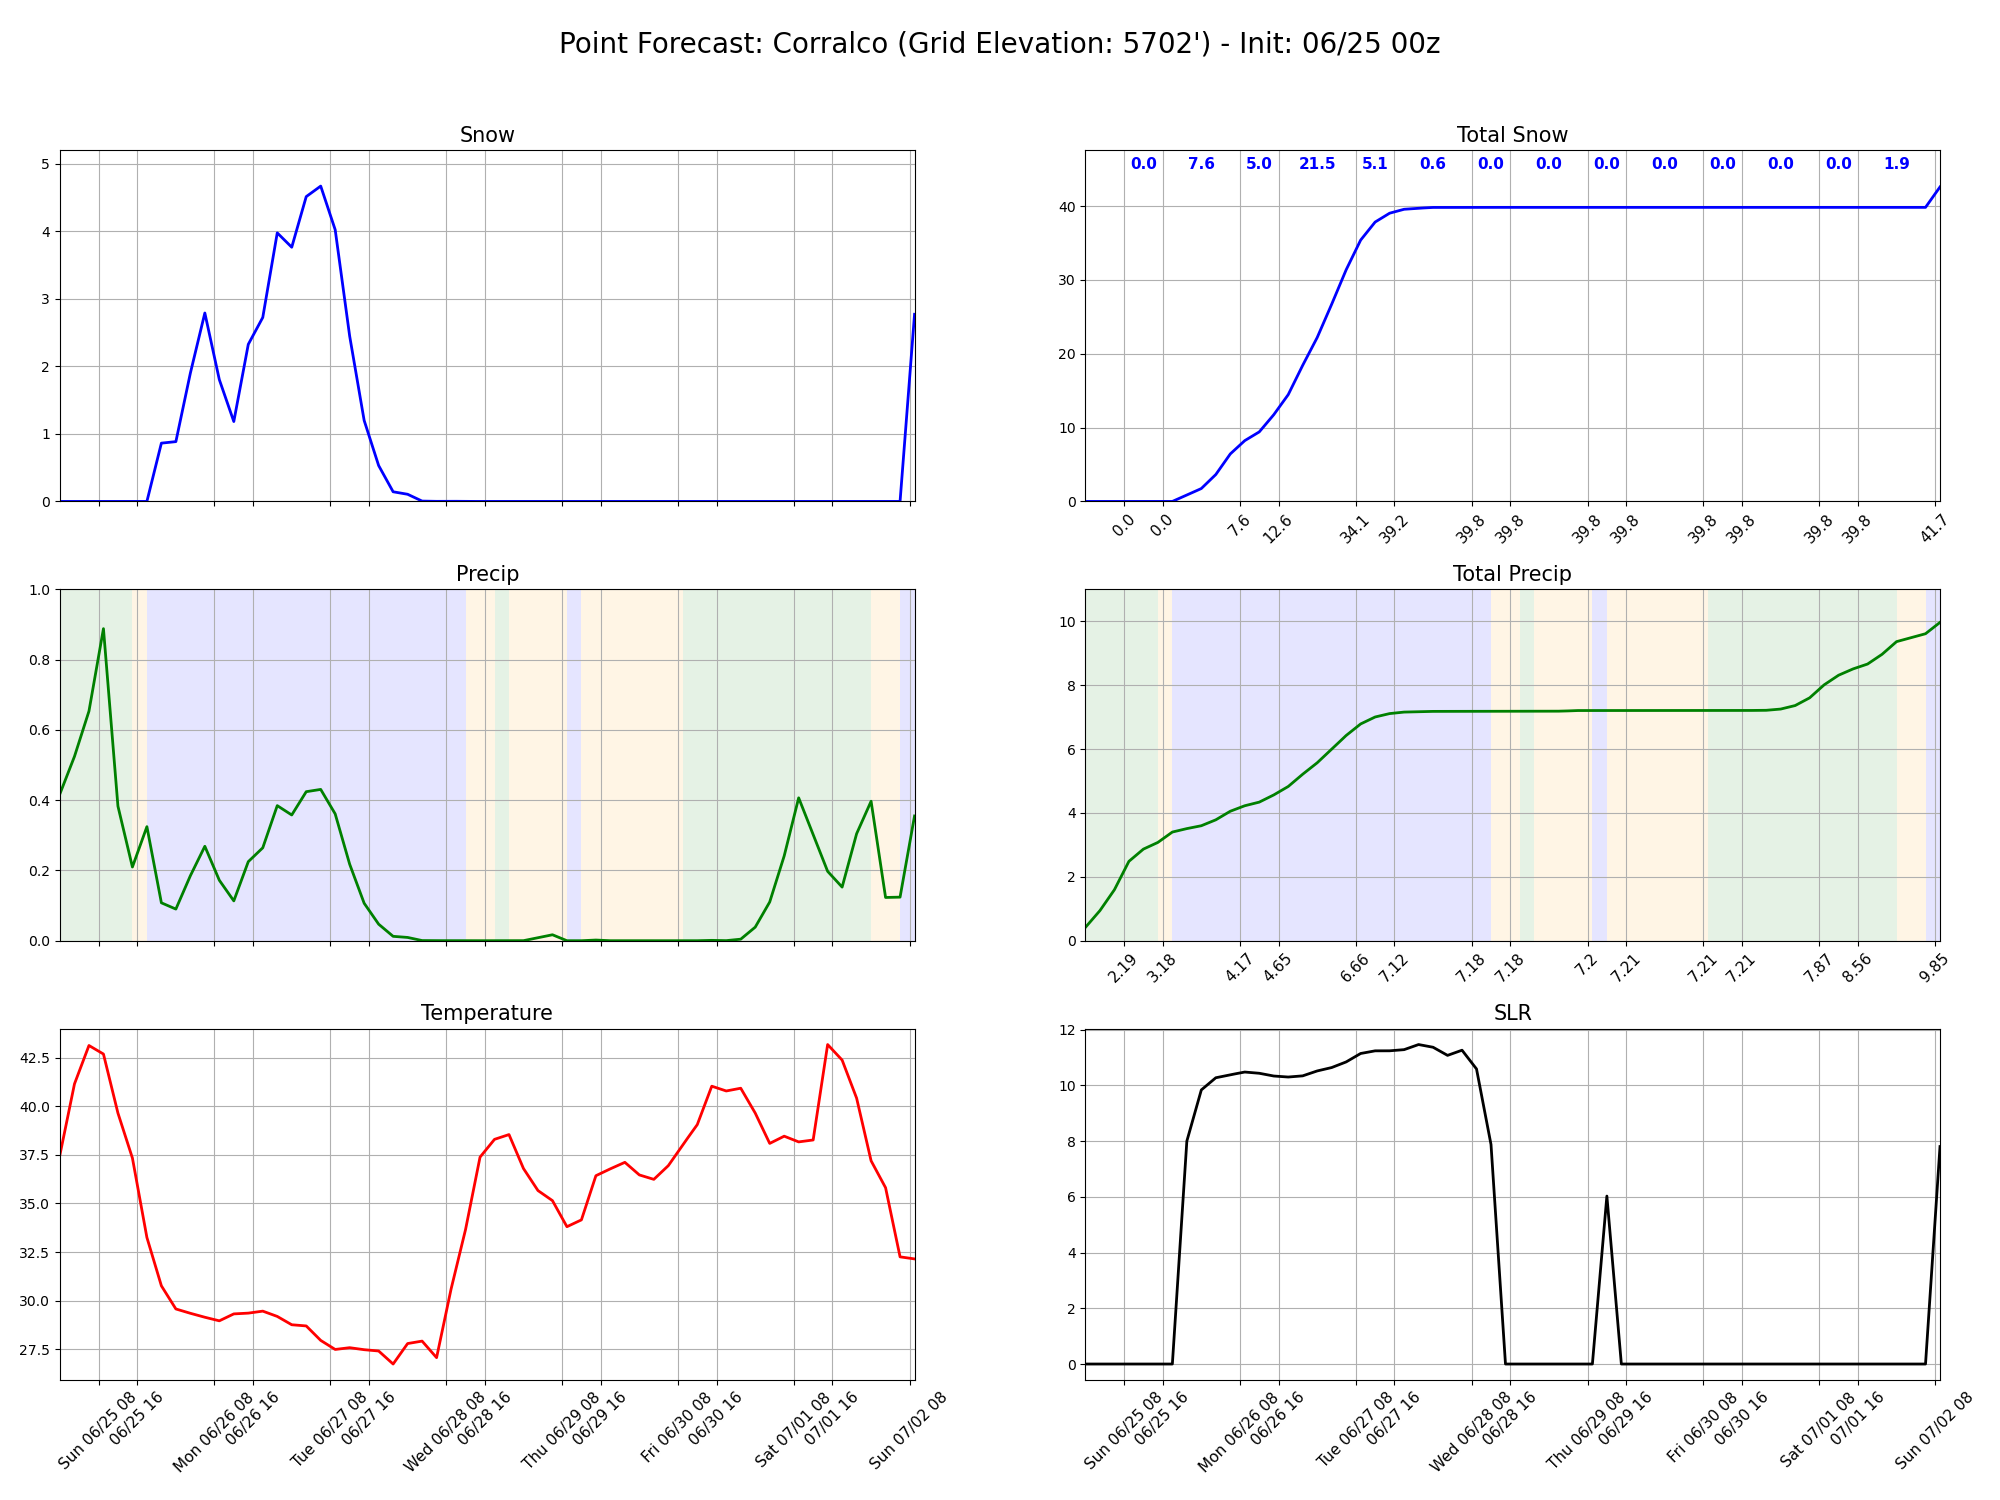 Point Forecast: Corralco (Grid Elevation: 5702') - Init: 06/25 00z
Snow
5
4
3
2
1
0
Total Snow
0.0 7.6 5.0 21.5 5.1 0.6 0.0 0.0 0.0 0.0 0.0 0.0 0.0 1.9
40
30
20
10
0
0.0 0.0 7.6 12.6 34.1 39.2 39.8 39.8 39.8 39.8 39.8 39.8 39.8 39.8 41.7
Precip
1.0
0.8
0.6
0.4
0.2
0.0
Total Precip
10
8
6
4
2
0
2.19 3.18 4.17 4.65 6.66 7.12 7.18 7.18 7.2 7.21 7.21 7.21 7.87 8.56 9.85
Temperature
42.5
40.0
37.5
35.0
32.5
30.0
27.5
Sun 06/25 08
06/25 16
Mon 06/26 08
06/26 16
Tue 06/27 08
06/27 16
Wed 06/28 08
06/28 16
Thu 06/29 08
06/29 16
Fri 06/30 08
06/30 16
Sat 07/01 08
07/01 16
Sun 07/02 08
SLR
12
10
8
6
4
2
0
Sun 06/25 08
06/25 16
Mon 06/26 08
06/26 16
Tue 06/27 08
06/27 16
Wed 06/28 08
06/28 16
Thu 06/29 08
06/29 16
Fri 06/30 08
06/30 16
Sat 07/01 08
07/01 16
Sun 07/02 08